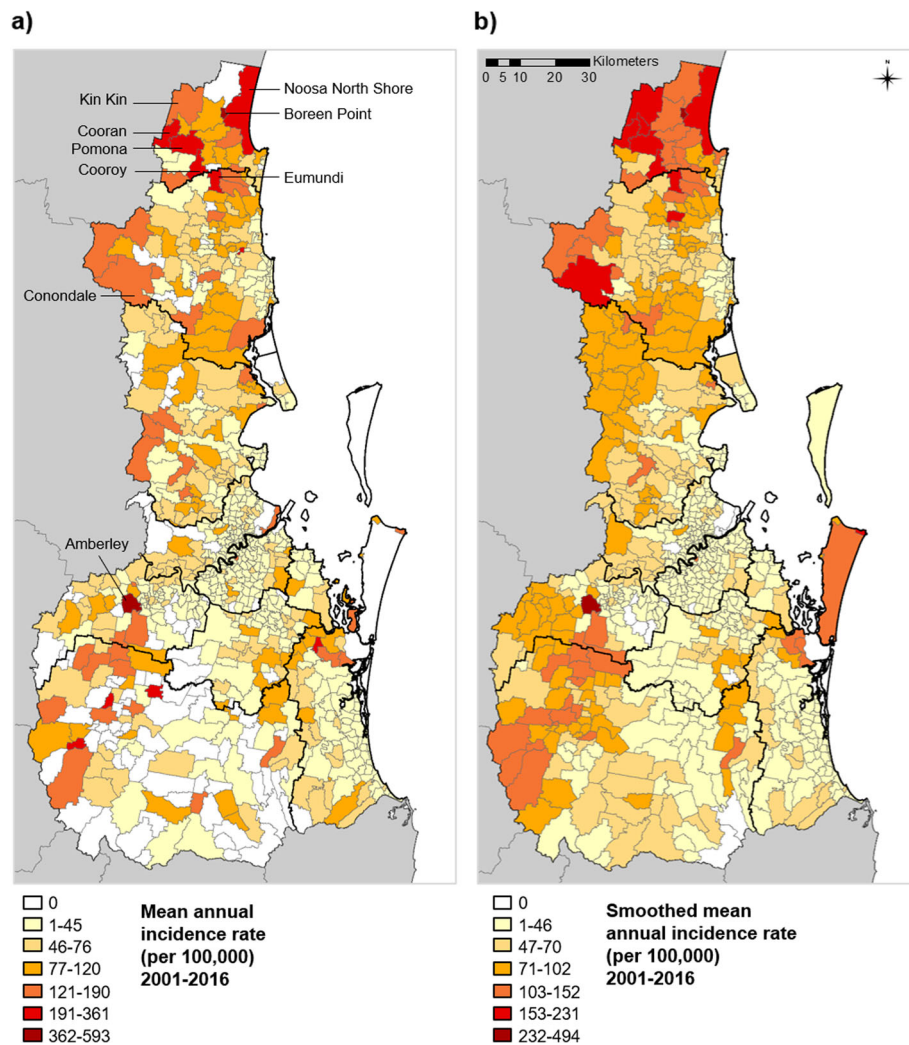 a)
b)
Kilometers
0 5 10 20 30
N
Noosa North Shore
Kin Kin
Boreen Point
Cooran
Pomona
Cooroy
Eumundi
Conondale
Amberley
0
1-45
46-76
77-120
121-190
191-361
362-593
Mean annual
incidence rate
(per 100,000)
2001-2016
0
1-46
47-70
71-102
103-152
153-231
232-494
Smoothed mean
annual incidence rate
(per 100,000)
2001-2016